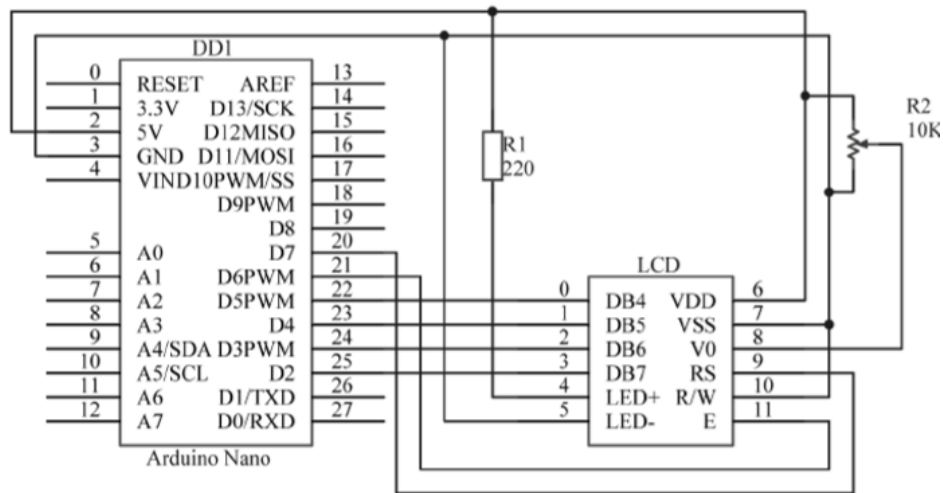 DD1
0 RESET AREF 13
1 3.3V D13/SCK 14
2 5V D12MISO 15
3 GND D11/MOSI 16
4 VIND10PWM/SS 17
D9PWM 18
D8 19
5 A0 D7 20
6 A1 D6PWM 21
7 A2 D5PWM 22
8 A3 D4 23
9 A4/SDA D3PWM 24
10 A5/SCL D2 25
11 A6 D1/TXD 26
12 A7 D0/RXD 27
Arduino Nano
R1
220
R2
10K
LCD
0 DB4 VDD 6
1 DB5 VSS 7
2 DB6 V0 8
3 DB7 RS 9
4 LED+ R/W 10
5 LED- E 11